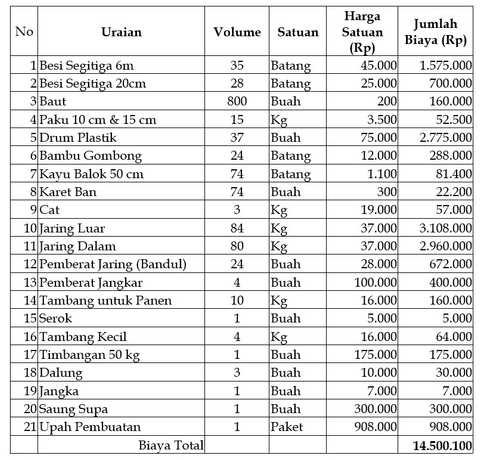 No Uraian Volume Satuan Harga Satuan (Rp) Jumlah Biaya (Rp)
1 Besi Segitiga 6m 35 Batang 45.000 1.575.000
2 Besi Segitiga 20cm 28 Batang 25.000 700.000
3 Baut 800 Buah 200 160.000
4 Paku 10 cm & 15 cm 15 Kg 3.500 52.500
5 Drum Plastik 37 Buah 75.000 2.775.000
6 Bambu Gombong 24 Batang 12.000 288.000
7 Kayu Balok 50 cm 74 Batang 1.100 81.400
8 Karet Ban 74 Buah 300 22.200
9 Cat 3 Kg 19.000 57.000
10 Jaring Luar 84 Kg 37.000 3.108.000
11 Jaring Dalam 80 Kg 37.000 2.960.000
12 Pemberat Jaring (Bandul) 24 Buah 28.000 672.000
13 Pemberat Jangkar 4 Buah 100.000 400.000
14 Tambang untuk Panen 10 Kg 16.000 160.000
15 Serok 1 Buah 5.000 5.000
16 Tambang Kecil 4 Kg 16.000 64.000
17 Timbangan 50 kg 1 Buah 175.000 175.000
18 Dalung 3 Buah 10.000 30.000
19 Jangka 1 Buah 7.000 7.000
20 Saung Supa 1 Buah 300.000 300.000
21 Upah Pembuatan 1 Paket 908.000 908.000
Biaya Total 14.500.100